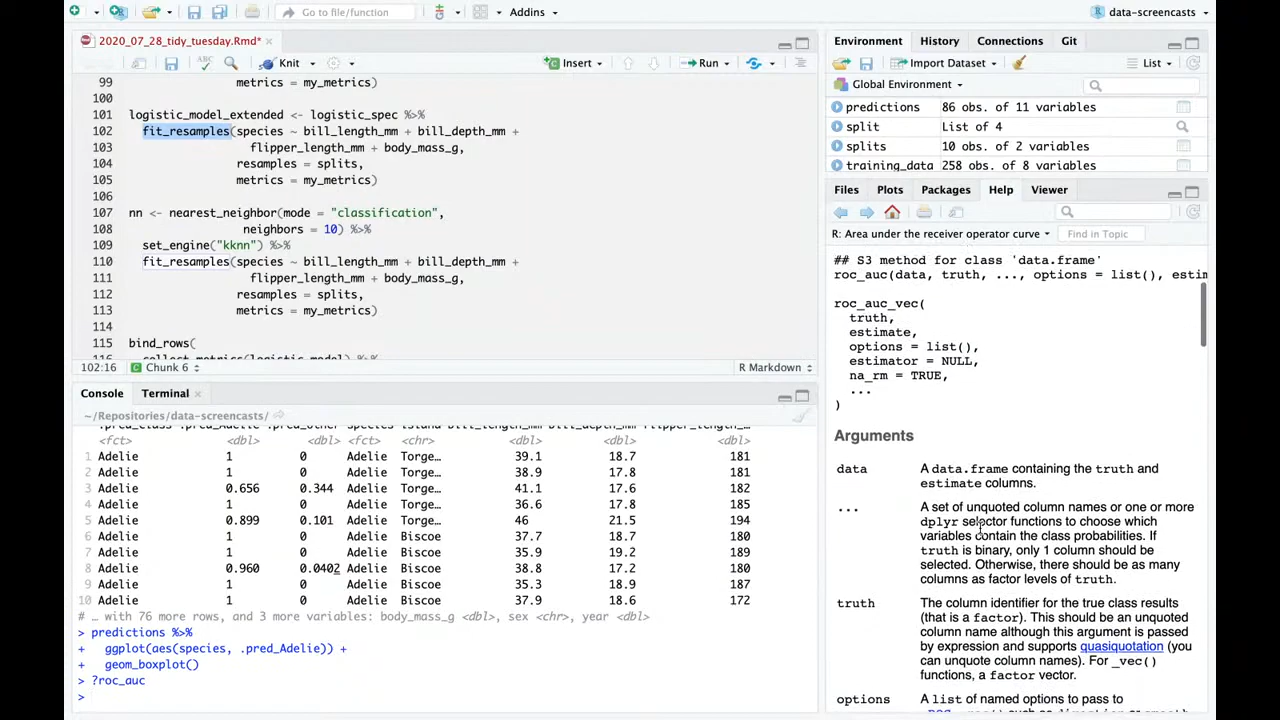 Go to file/function
Addins
data-screencasts
2020_07_28_tidy_tuesday.Rmd*
Knit
Insert
Run
99 metrics = my_metrics)
100
101 logistic_model_extended <- logistic_spec %>%
102 fit_resamples(species ~ bill_length_mm + bill_depth_mm +
103 flipper_length_mm + body_mass_g,
104 resamples = splits,
105 metrics = my_metrics)
106
107 nn <- nearest_neighbor(mode = "classification",
108 neighbors = 10) %>%
109 set_engine("kknn") %>%
110 fit_resamples(species ~ bill_length_mm + bill_depth_mm +
111 flipper_length_mm + body_mass_g,
112 resamples = splits,
113 metrics = my_metrics)
114
115 bind_rows(
116 collect_metrics(logistic_model) %>%
102:16 Chunk 6 R Markdown
Console Terminal
~/Repositories/data-screencasts/
<fct> <dbl> <dbl> <fct> <chr> <dbl> <dbl> <dbl>
1 Adelie 1 0 Adelie Torge… 39.1 18.7 181
2 Adelie 1 0 Adelie Torge… 38.9 17.8 181
3 Adelie 0.656 0.344 Adelie Torge… 41.1 17.6 182
4 Adelie 1 0 Adelie Torge… 36.6 17.8 185
5 Adelie 0.899 0.101 Adelie Torge… 46 21.5 194
6 Adelie 1 0 Adelie Biscoe 37.7 18.7 180
7 Adelie 1 0 Adelie Biscoe 35.9 19.2 189
8 Adelie 0.960 0.0402 Adelie Biscoe 38.8 17.2 180
9 Adelie 1 0 Adelie Biscoe 35.3 18.9 187
10 Adelie 1 0 Adelie Biscoe 37.9 18.6 172
# … with 76 more rows, and 3 more variables: body_mass_g <dbl>, sex <chr>, year <dbl>
> predictions %>%
+ ggplot(aes(species, .pred_Adelie)) +
+ geom_boxplot()
> ?roc_auc
>
Environment History Connections Git
Import Dataset List
Global Environment
predictions 86 obs. of 11 variables
split List of 4
splits 10 obs. of 2 variables
training_data 258 obs. of 8 variables
Files Plots Packages Help Viewer
R: Area under the receiver operator curve Find in Topic
## S3 method for class 'data.frame'
roc_auc(data, truth, ..., options = list(), estim
roc_auc_vec(
truth,
estimate,
options = list(),
estimator = NULL,
na_rm = TRUE,
...
)
Arguments
data A data.frame containing the truth and
estimate columns.
... A set of unquoted column names or one or more
dplyr selector functions to choose which
variables contain the class probabilities. If
truth is binary, only 1 column should be
selected. Otherwise, there should be as many
columns as factor levels of truth.
truth The column identifier for the true class results
(that is a factor). This should be an unquoted
column name although this argument is passed
by expression and supports quasiquotation (you
can unquote column names). For _vec()
functions, a factor vector.
options A list of named options to pass to